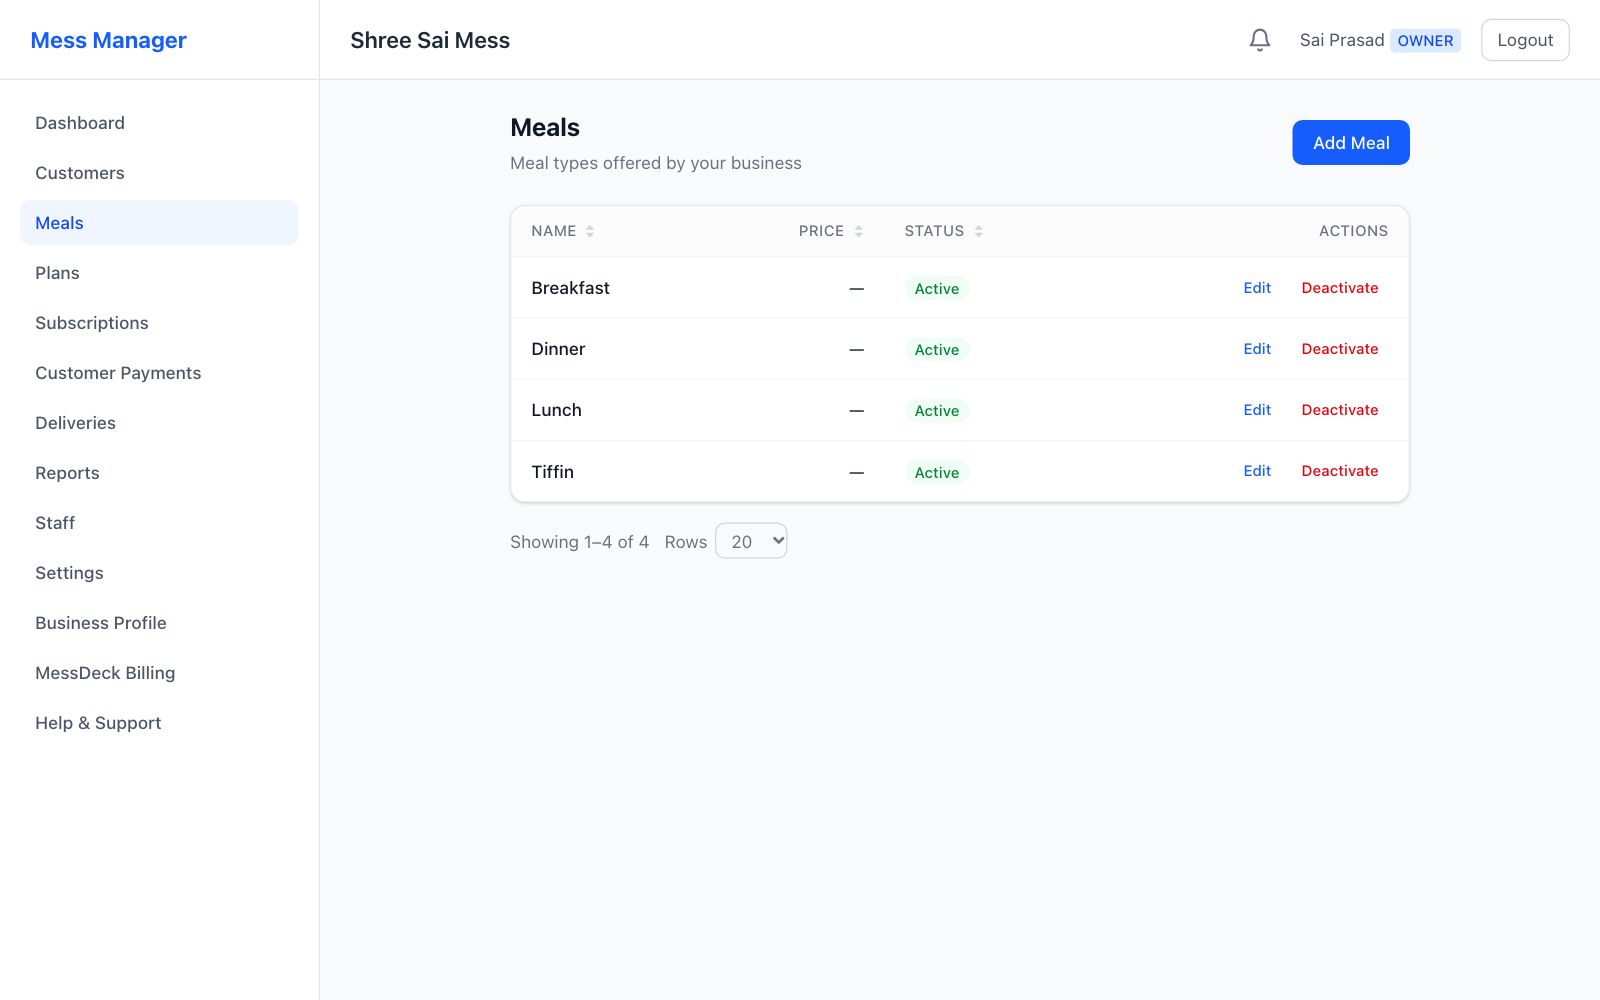 Mess Manager
Shree Sai Mess
Sai Prasad OWNER
Logout
Dashboard
Customers
Meals
Plans
Subscriptions
Customer Payments
Deliveries
Reports
Staff
Settings
Business Profile
MessDeck Billing
Help & Support
Meals
Meal types offered by your business
Add Meal
NAME PRICE STATUS ACTIONS
Breakfast — Active Edit Deactivate
Dinner — Active Edit Deactivate
Lunch — Active Edit Deactivate
Tiffin — Active Edit Deactivate
Showing 1–4 of 4 Rows 20